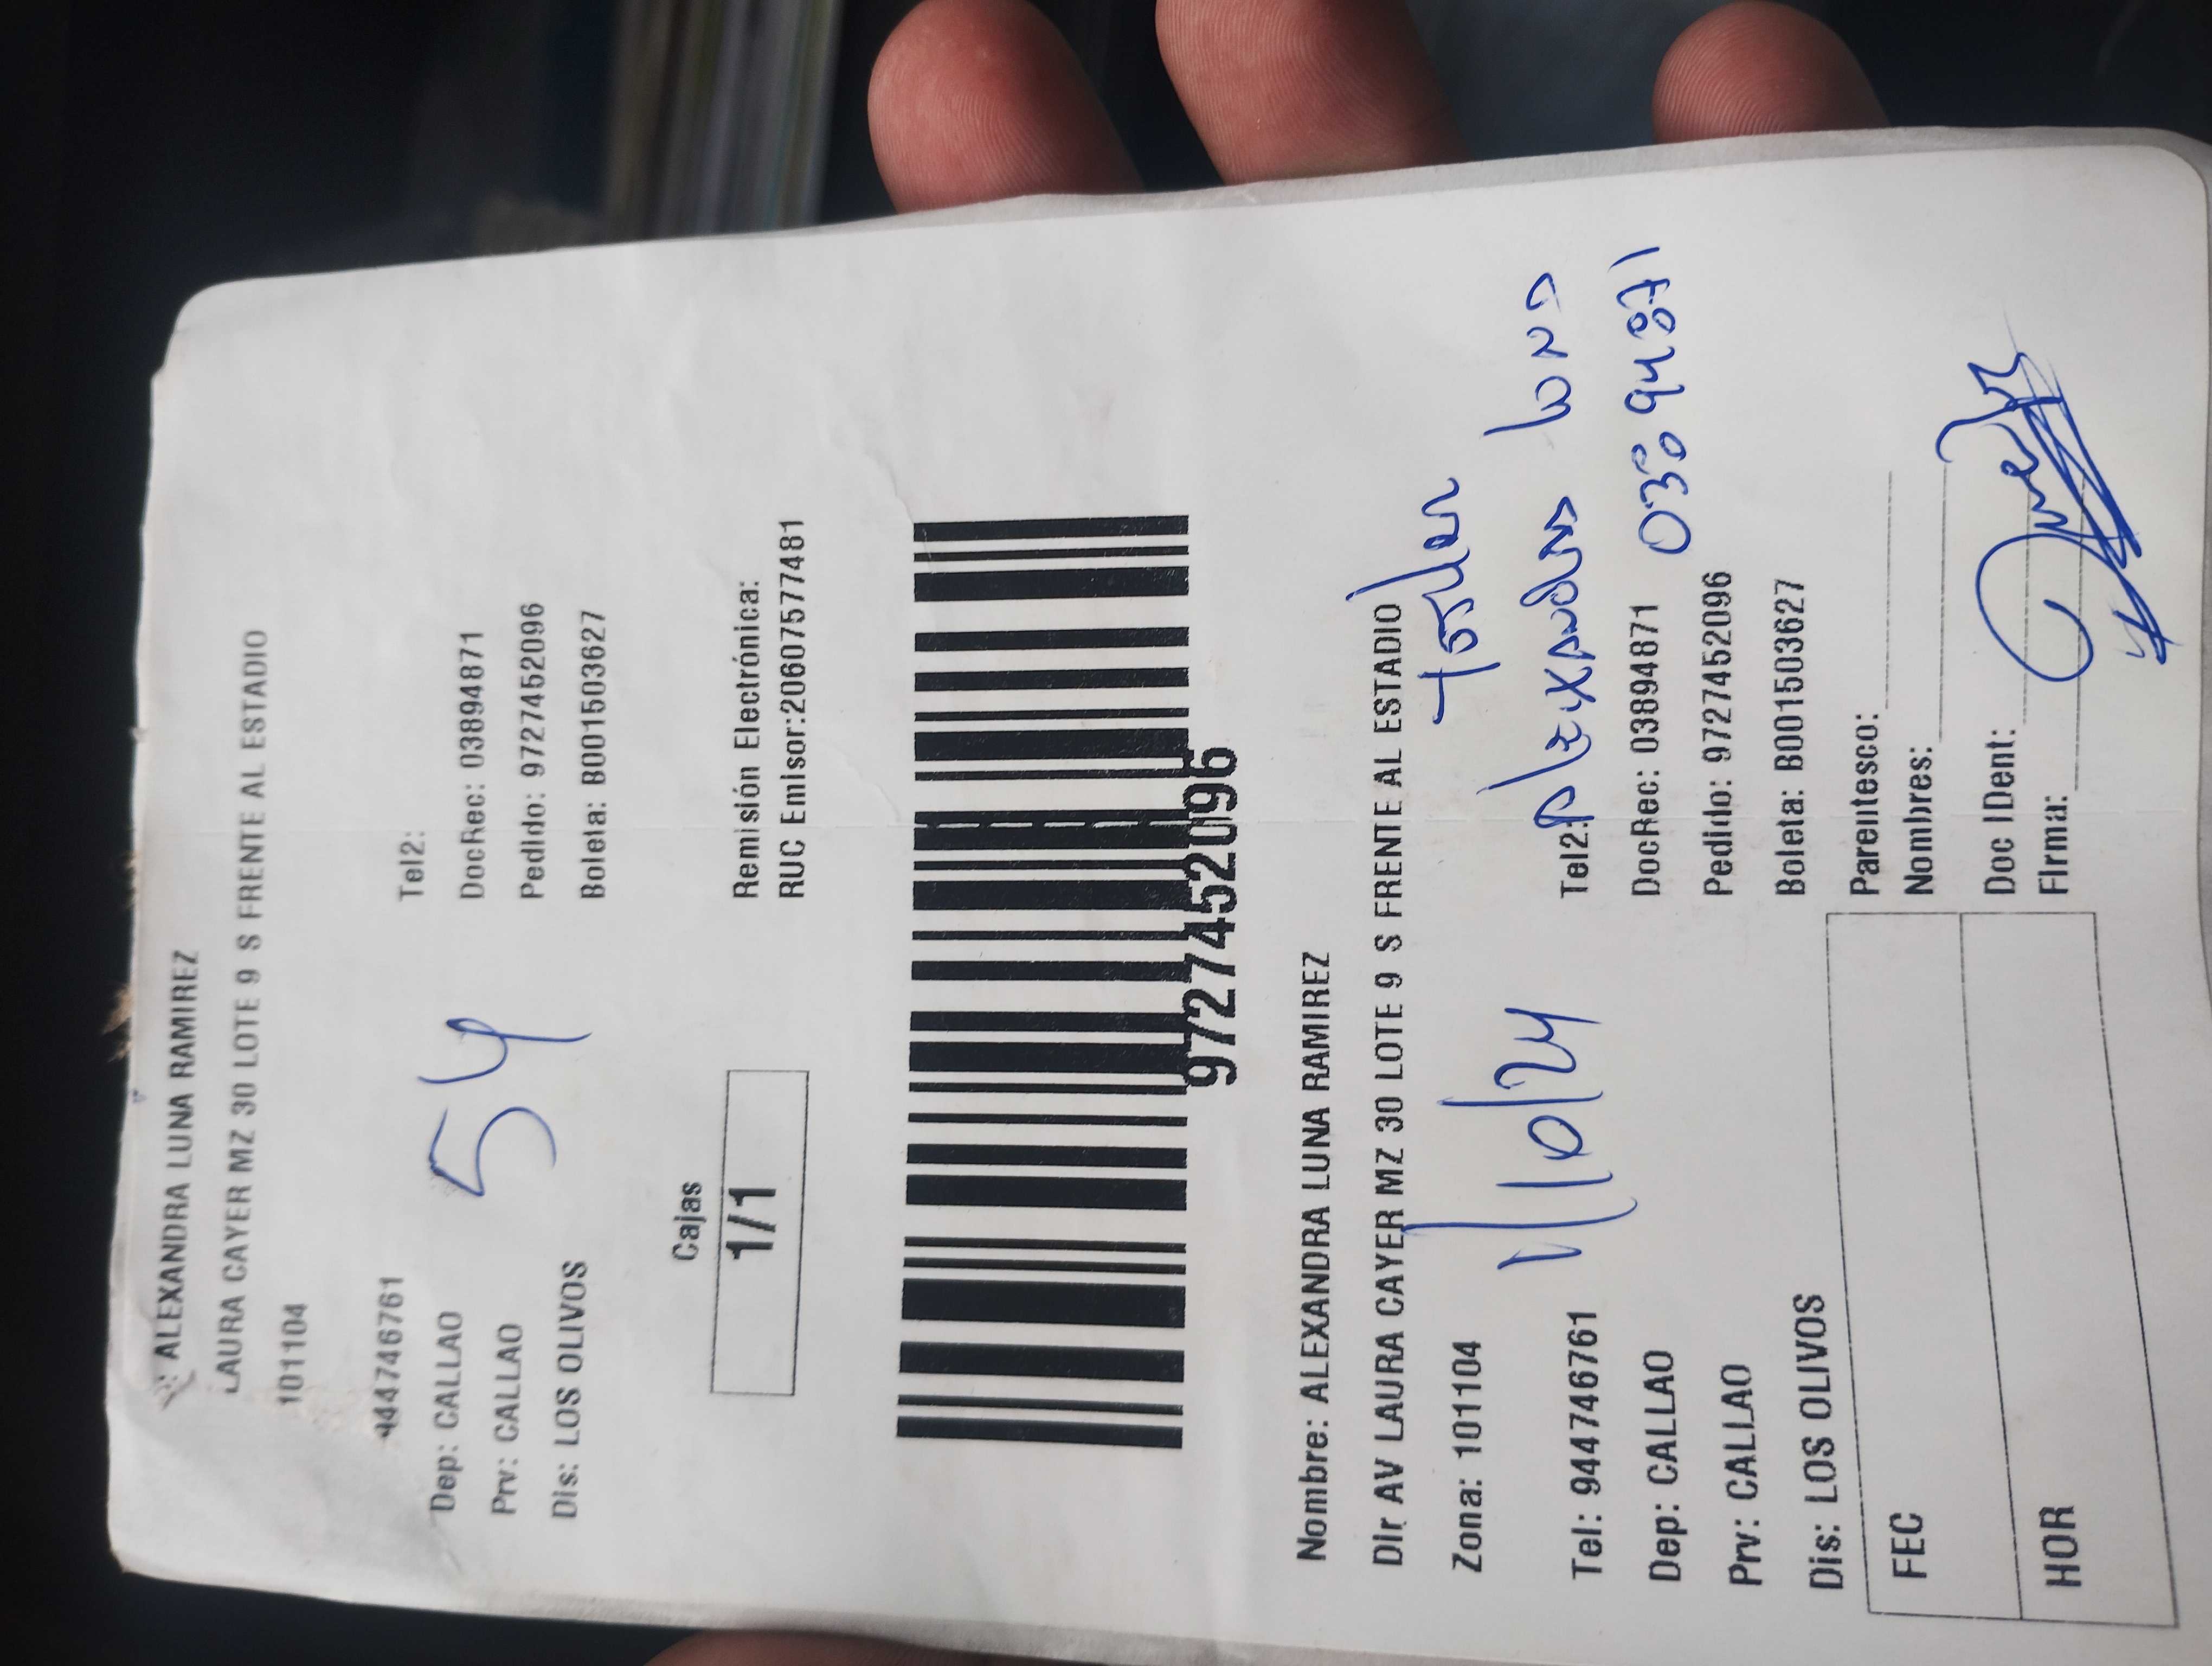 ALEXANDRA LUNA RAMIREZ
LAURA CAYER MZ 30 LOTE 9 S FRENTE AL ESTADIO
101104
944746761
Tel2:
Dep: CALLAO
DocRec: 03894871
Prv: CALLAO
Pedido: 9727452096
Dis: LOS OLIVOS
Boleta: B001503627
54
Cajas
1/1
Remisión Electrónica:
RUC Emisor:20607577481
9727452096
Nombre: ALEXANDRA LUNA RAMIREZ
Dir AV LAURA CAYER MZ 30 LOTE 9 S FRENTE AL ESTADIO
Zona: 101104
1/10/24
Tel: 944746761
Tel2:
Alexandra Luna
Dep: CALLAO
DocRec: 03894871
03894871
Prv: CALLAO
Pedido: 9727452096
Dis: LOS OLIVOS
Boleta: B001503627
FEC
Parentesco:
Nombres:
HOR
Doc IDent:
Firma: